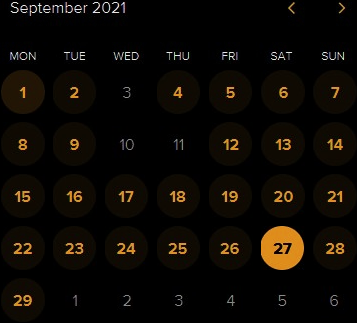 September 2021
MON TUE WED THU FRI SAT SUN
1 2 3 4 5 6 7
8 9 10 11 12 13 14
15 16 17 18 19 20 21
22 23 24 25 26 27 28
29 1 2 3 4 5 6